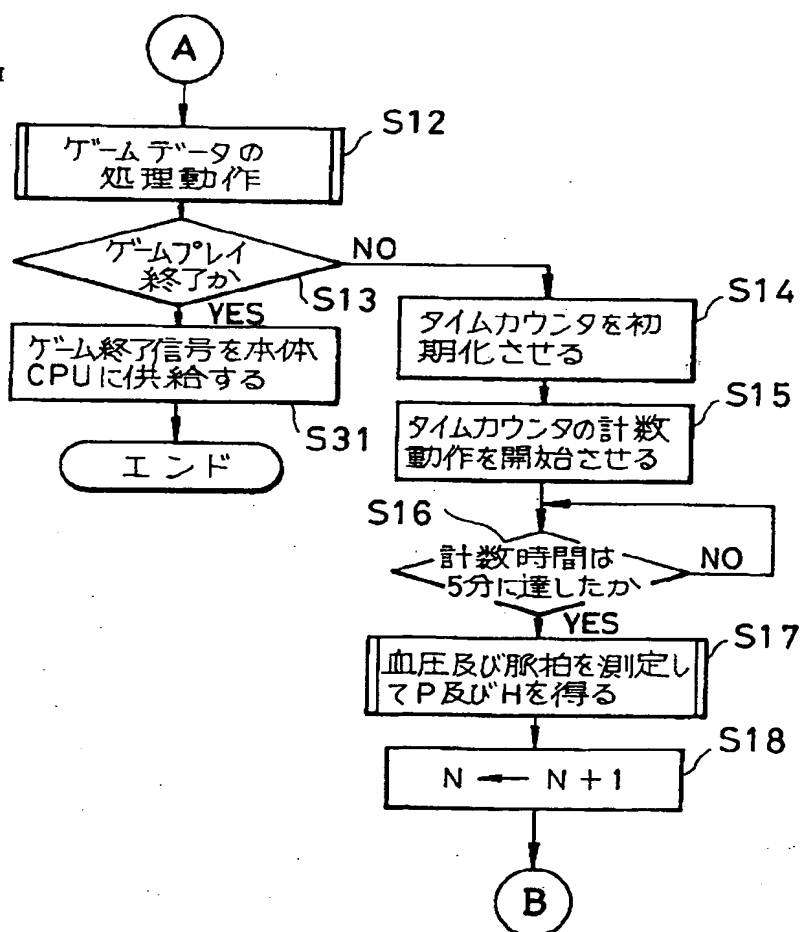 A
S12
ゲームデータの
処理動作
ゲームプレイ
終了か
NO
S13
YES
ゲーム終了信号を本体
CPUに供給する
S31
エンド
S14
タイムカウンタを初
期化させる
S15
タイムカウンタの計数
動作を開始させる
S16
計数時間は
5分に達したか
NO
YES
S17
血圧及び脈拍を測定し
てP及びHを得る
S18
N ← N+1
B